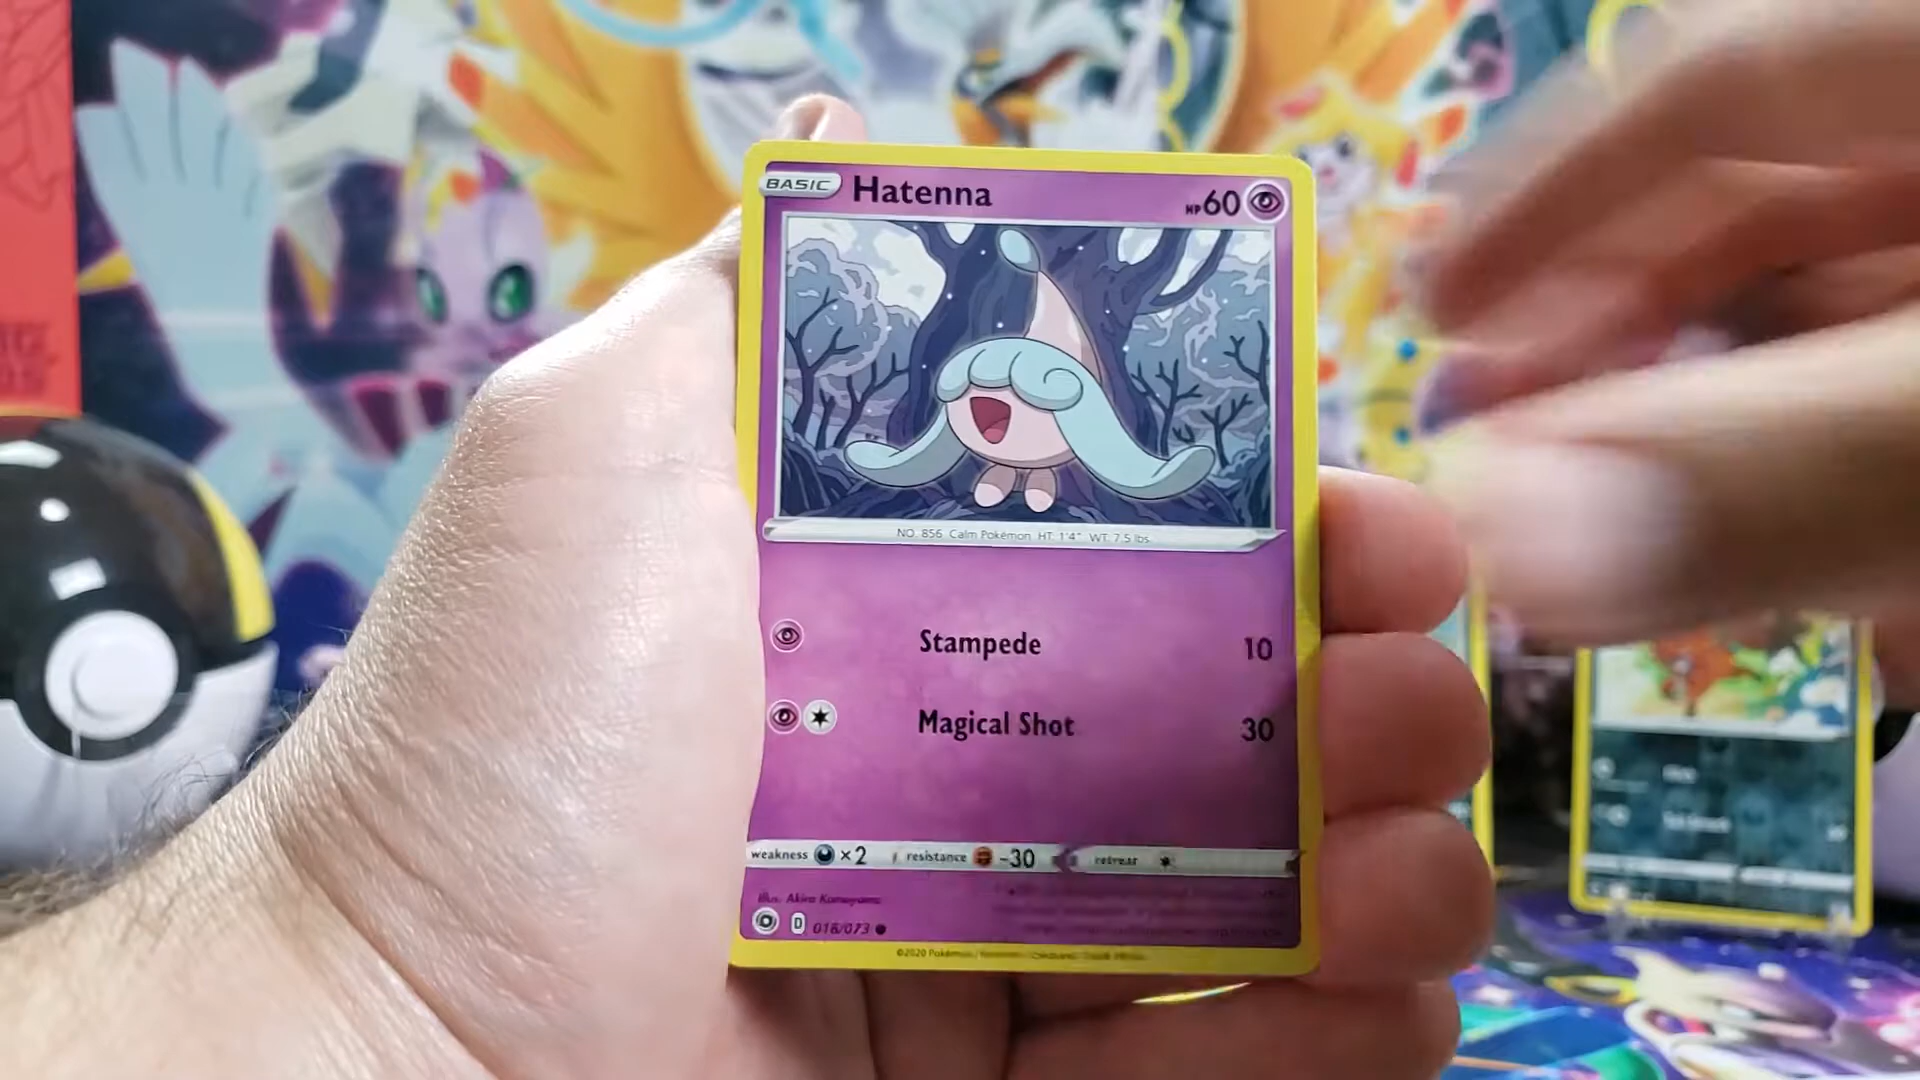 BASIC Hatenna HP60
NO. 856 Calm Pokémon HT: 1'4" WT: 7.5 lbs
Stampede 10
Magical Shot 30
weakness ×2 resistance -30 retreat
illus. Akira Komayama
D 018/073
©2020 Pokémon